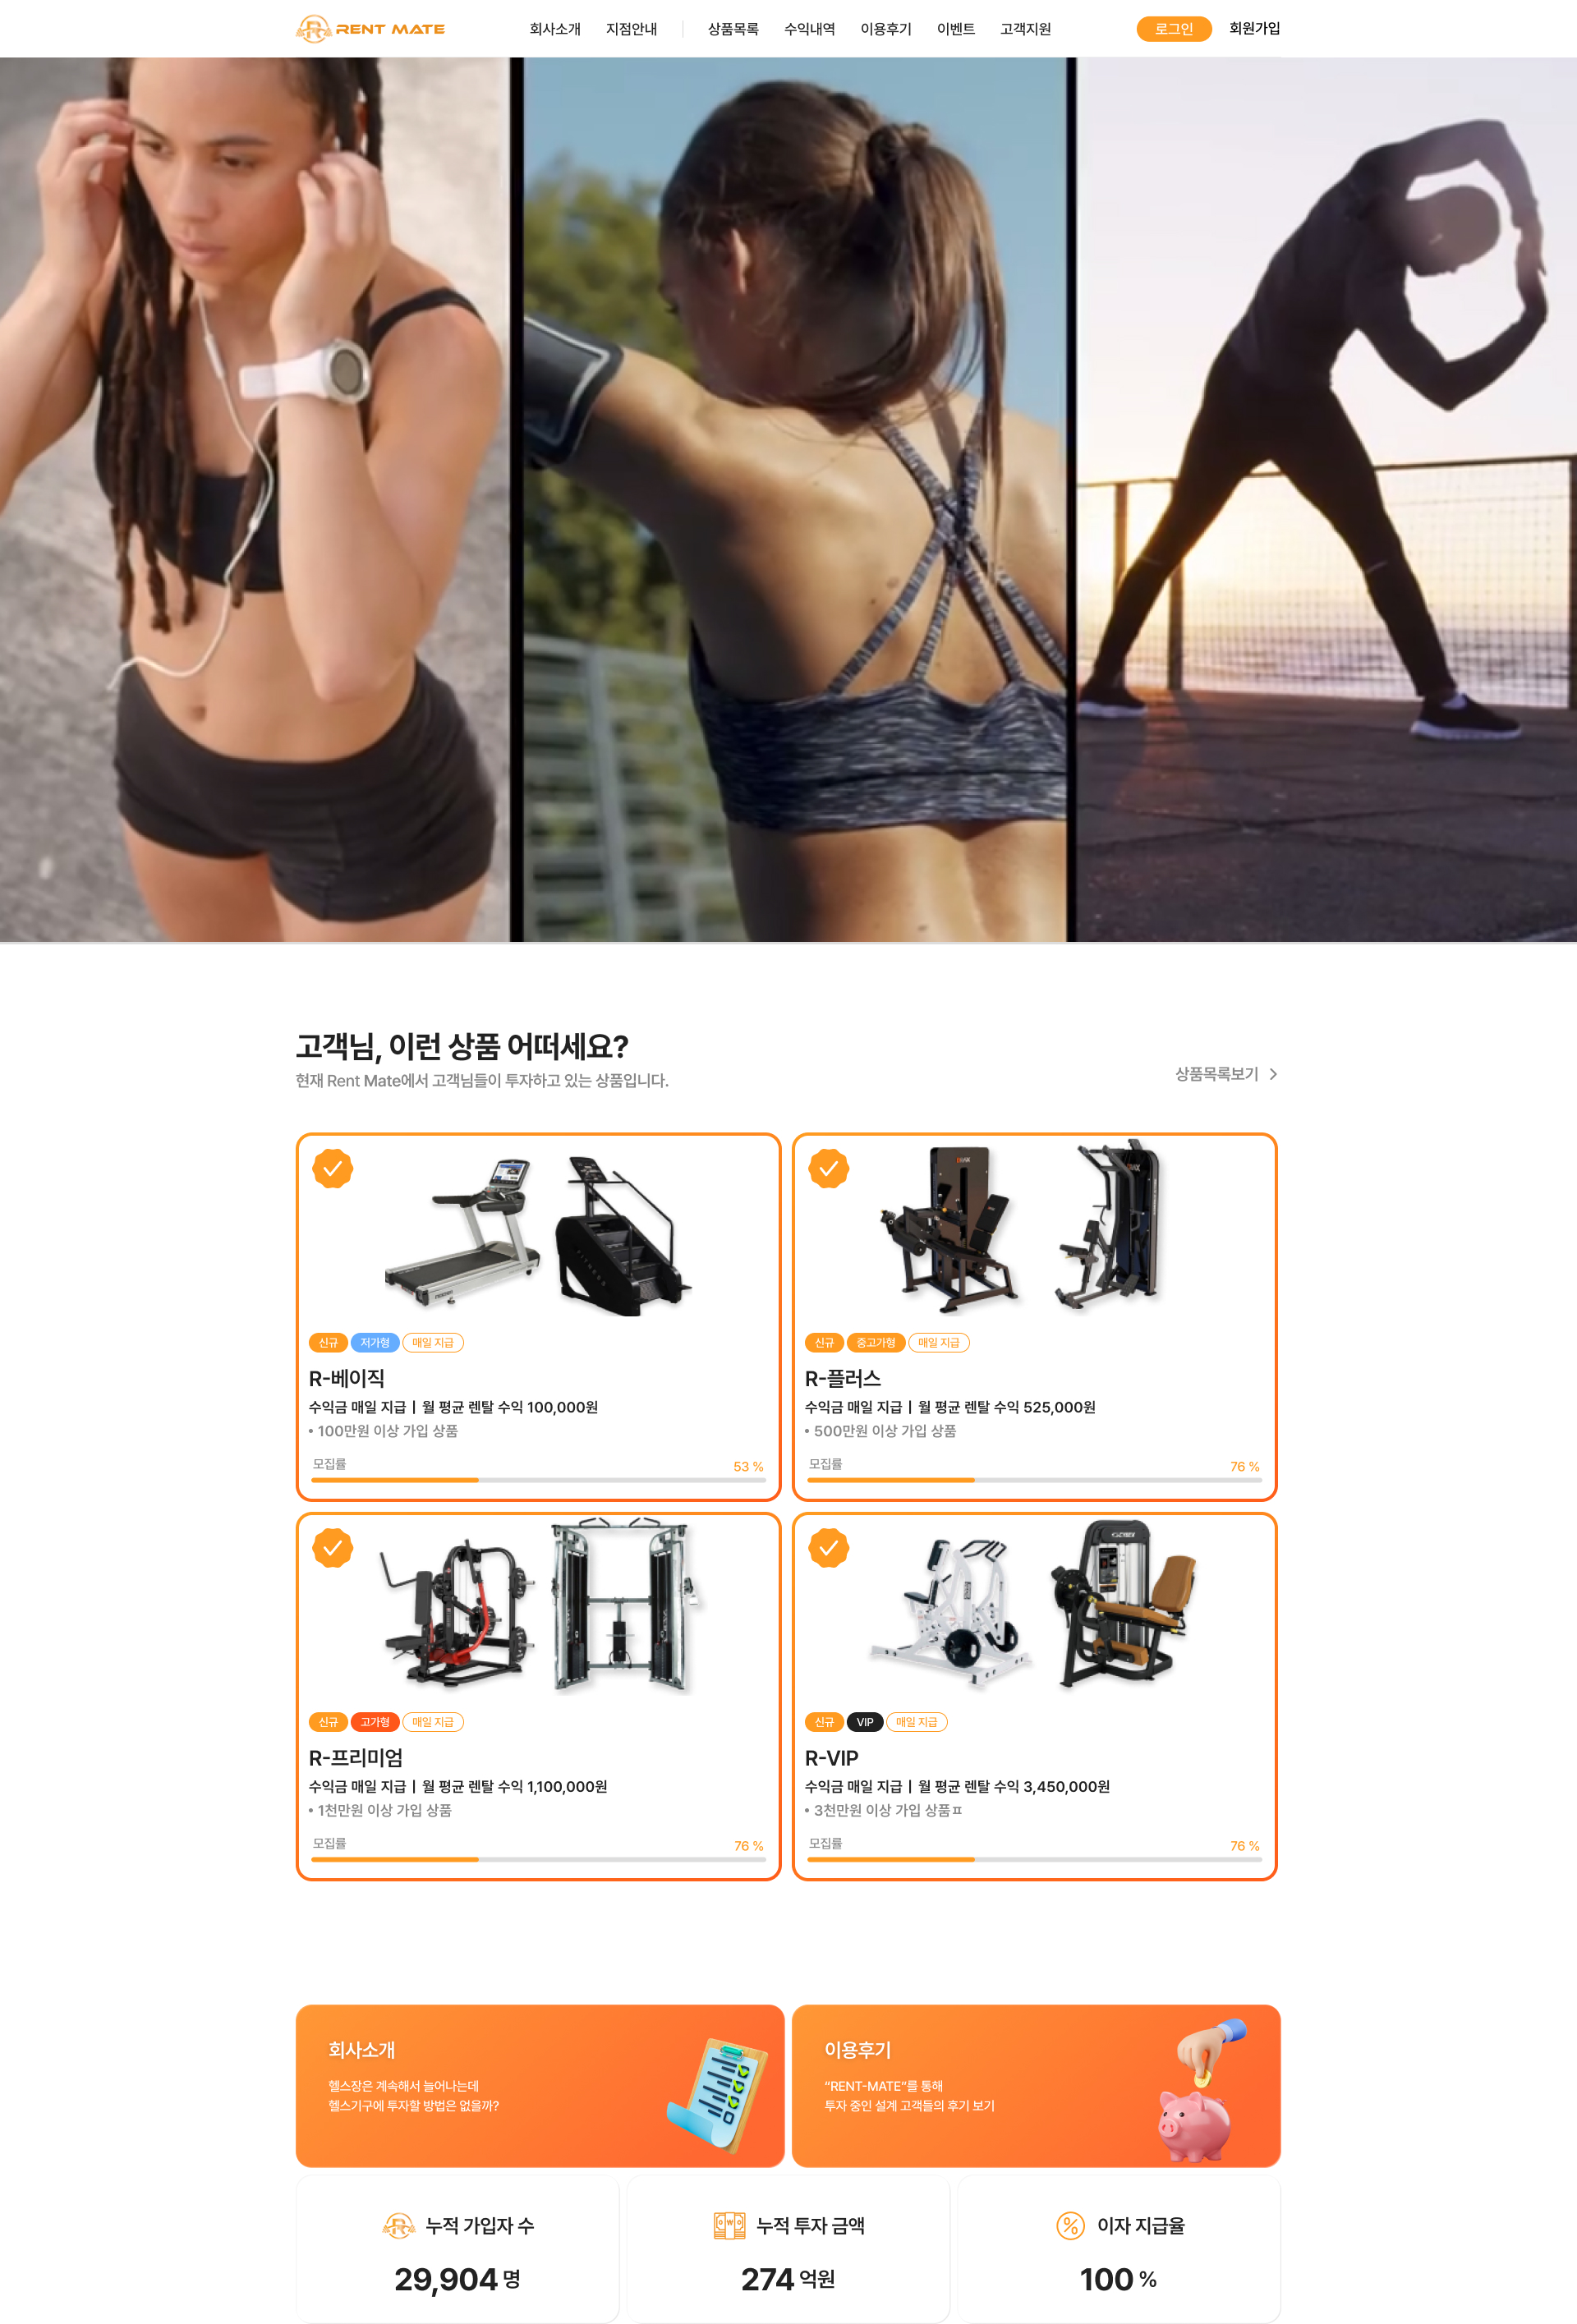 RENT MATE
회사소개 지점안내 상품목록 수익내역 이용후기 이벤트 고객지원
로그인 회원가입
고객님, 이런 상품 어떠세요?
현재 Rent Mate에서 고객님들이 투자하고 있는 상품입니다.
상품목록보기
신규 저가형 매일 지급
R-베이직
수익금 매일 지급 | 월 평균 렌탈 수익 100,000원
• 100만원 이상 가입 상품
모집률 53 %
신규 중고가형 매일 지급
R-플러스
수익금 매일 지급 | 월 평균 렌탈 수익 525,000원
• 500만원 이상 가입 상품
모집률 76 %
신규 고가형 매일 지급
R-프리미엄
수익금 매일 지급 | 월 평균 렌탈 수익 1,100,000원
• 1천만원 이상 가입 상품
모집률 76 %
신규 VIP 매일 지급
R-VIP
수익금 매일 지급 | 월 평균 렌탈 수익 3,450,000원
• 3천만원 이상 가입 상품ㅍ
모집률 76 %
회사소개
헬스장은 계속해서 늘어나는데
헬스기구에 투자할 방법은 없을까?
이용후기
“RENT-MATE“를 통해
투자 중인 설계 고객들의 후기 보기
누적 가입자 수
29,904 명
누적 투자 금액
274 억원
이자 지급율
100 %